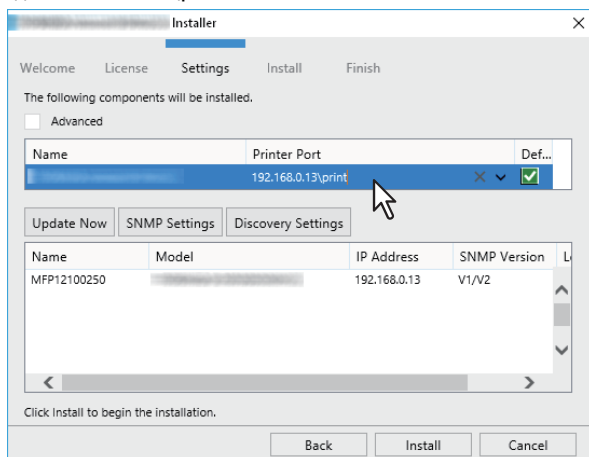 Installer
Welcome License Settings Install Finish
The following components will be installed.
Advanced
Name Printer Port Def...
192.168.0.13\print
Update Now SNMP Settings Discovery Settings
Name Model IP Address SNMP Version
MFP12100250 192.168.0.13 V1/V2
Click Install to begin the installation.
Back Install Cancel